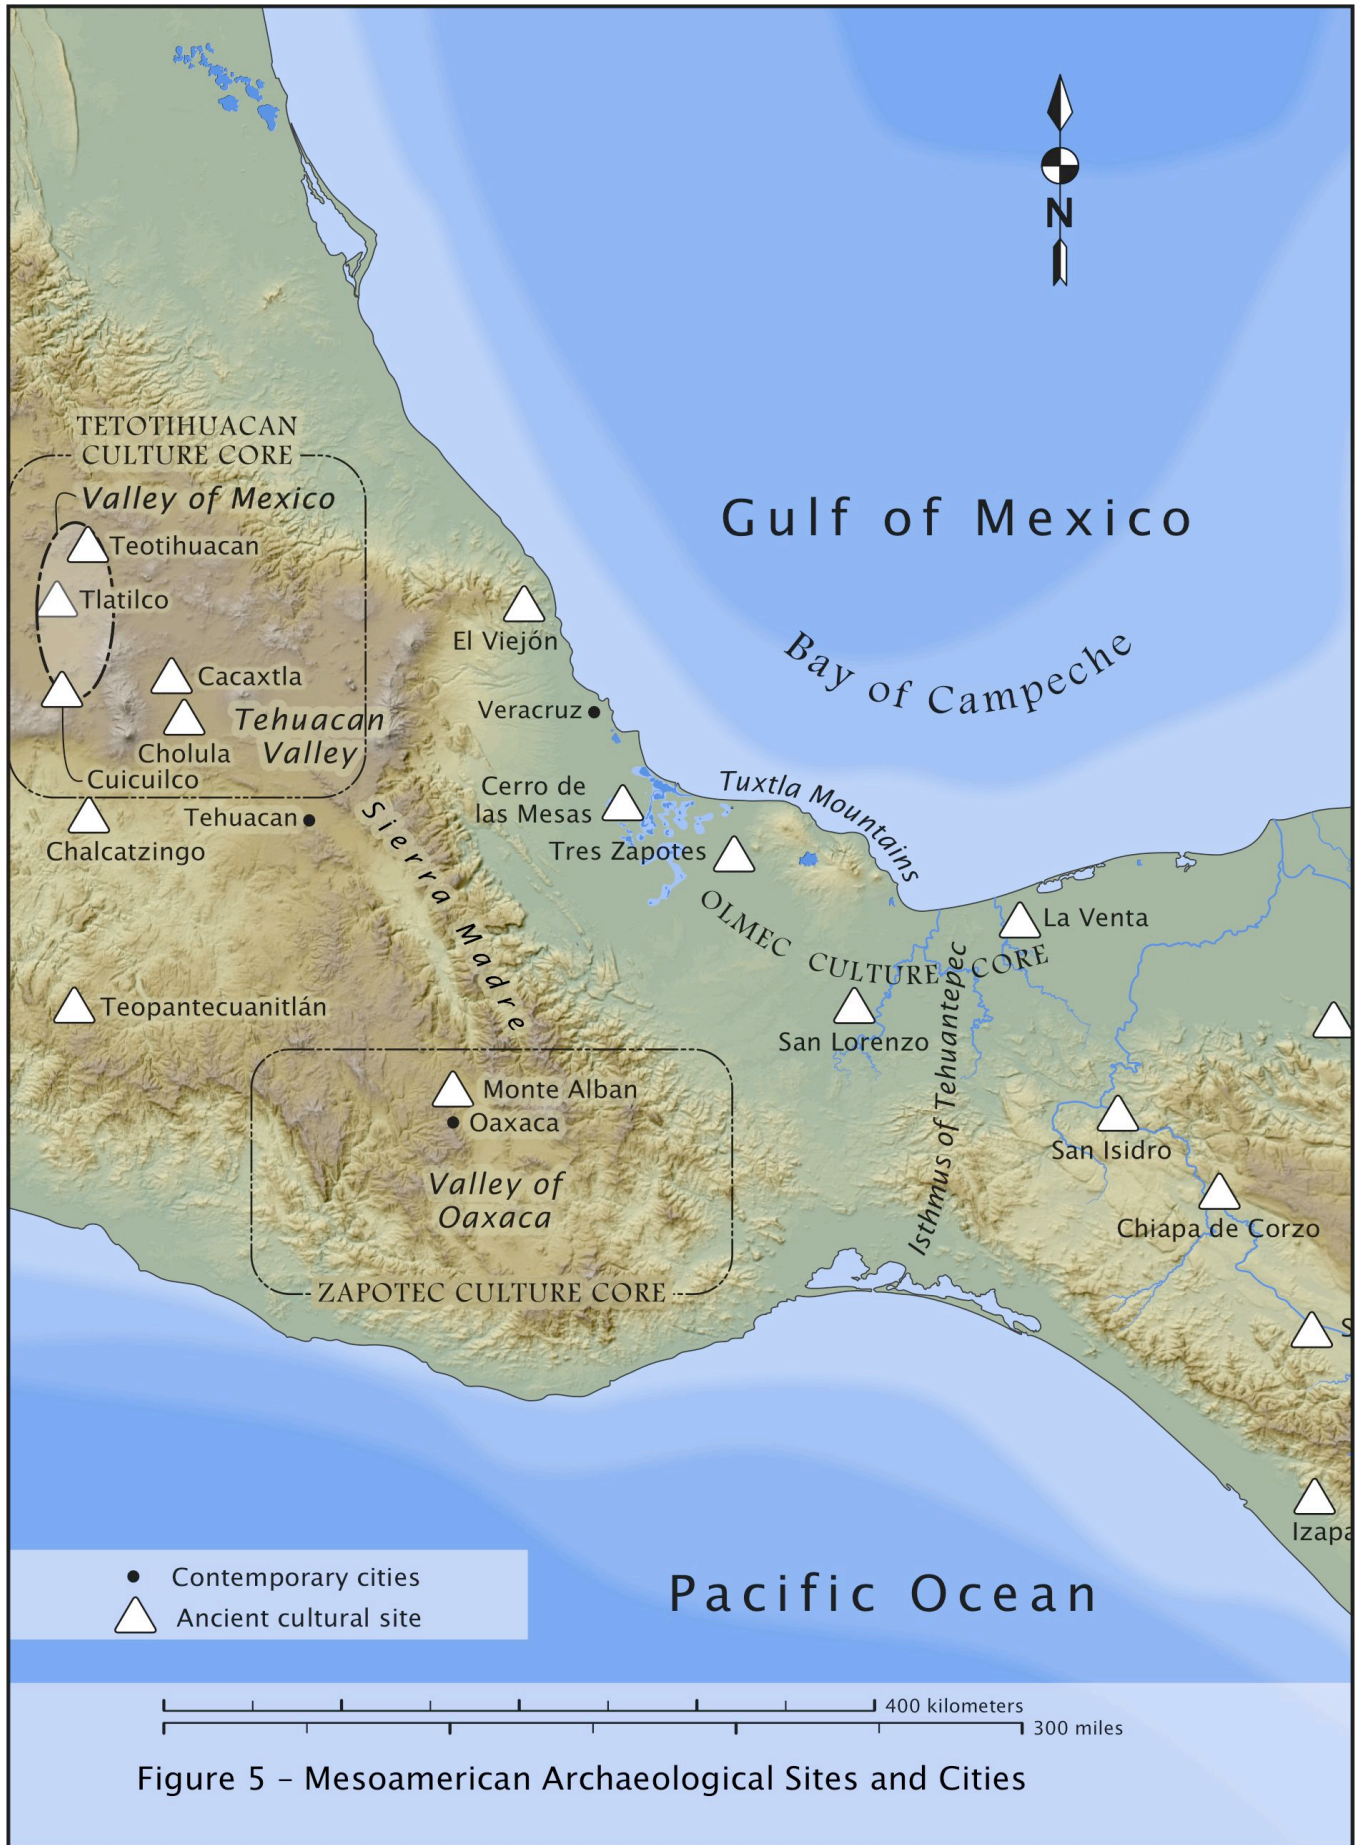 N
TETOTIHUACAN
CULTURE CORE
Valley of Mexico
Teotihuacan
Tlatilco
Cacaxtla
Tehuacan
Valley
Cholula
Cuicuilco
Chalcatzingo
Tehuacan
Gulf of Mexico
Bay of Campeche
El Viejón
Veracruz
Cerro de
las Mesas
Tres Zapotes
Tuxtla Mountains
Sierra Madre
OLMEC CULTURE CORE
La Venta
San Lorenzo
Isthmus of Tehuantepec
Teopantecuanitlán
Monte Alban
Oaxaca
Valley of
Oaxaca
ZAPOTEC CULTURE CORE
San Isidro
Chiapa de Corzo
S
Izapa
Pacific Ocean
Contemporary cities
Ancient cultural site
400 kilometers
300 miles
Figure 5 – Mesoamerican Archaeological Sites and Cities